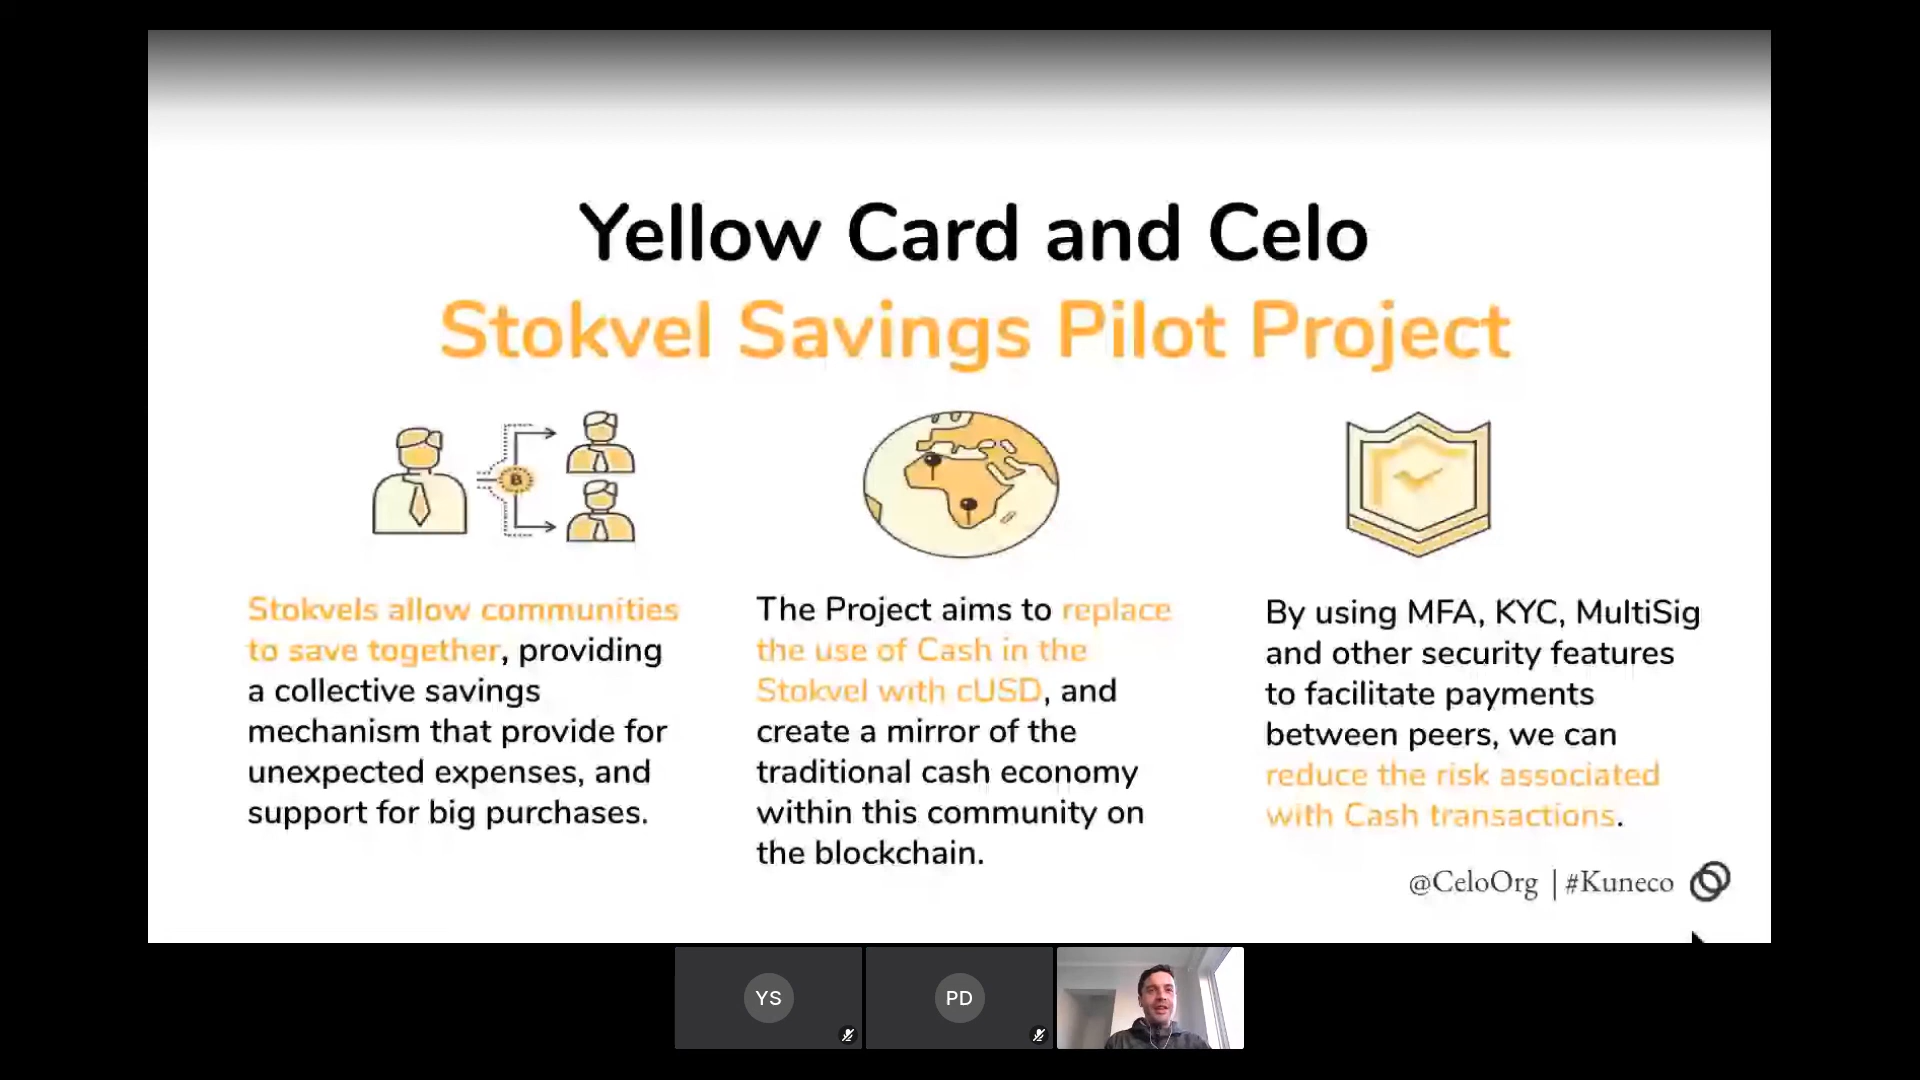 Yellow Card and Celo
Stokvel Savings Pilot Project
B
Stokvels allow communities
to save together, providing
a collective savings
mechanism that provide for
unexpected expenses, and
support for big purchases.
The Project aims to replace
the use of Cash in the
Stokvel with cUSD, and
create a mirror of the
traditional cash economy
within this community on
the blockchain.
By using MFA, KYC, MultiSig
and other security features
to facilitate payments
between peers, we can
reduce the risk associated
with Cash transactions.
@CeloOrg | #Kuneco
YS
PD